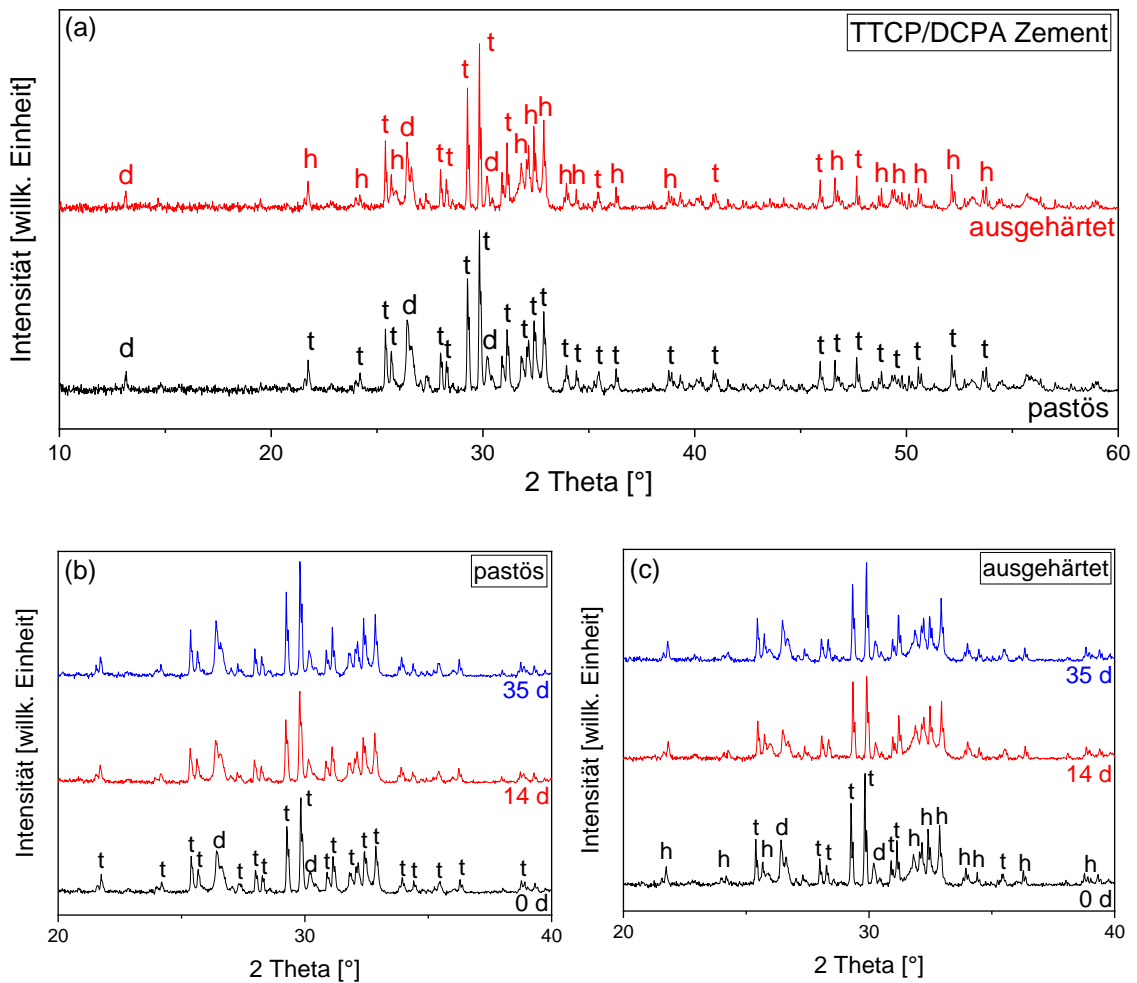 (a)
TTCP/DCPA Zement
Intensität [willk. Einheit]
d h h t h d t t t t d t h h h h h h t h h t t h t h h h h h
ausgehärtet
d t t t t d t t t t d t t t t t t t t t t t t t t t t t t
pastös
10 20 30 40 50 60
2 Theta [°]
(b)
pastös
Intensität [willk. Einheit]
35 d
14 d
t t t t d t t t t t d t t t t t t t t t t
0 d
20 30 40
2 Theta [°]
(c)
ausgehärtet
Intensität [willk. Einheit]
35 d
14 d
h h t h d t t t t d t t h h h h h t h h
0 d
20 30 40
2 Theta [°]